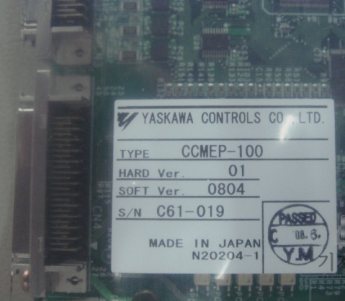 YASKAWA CONTROLS CO., LTD.
TYPE CCMEP-100
HARD Ver. 01
SOFT Ver. 0804
S/N C61-019
MADE IN JAPAN
N20204-1
PASSED
C
Y.M
CN1